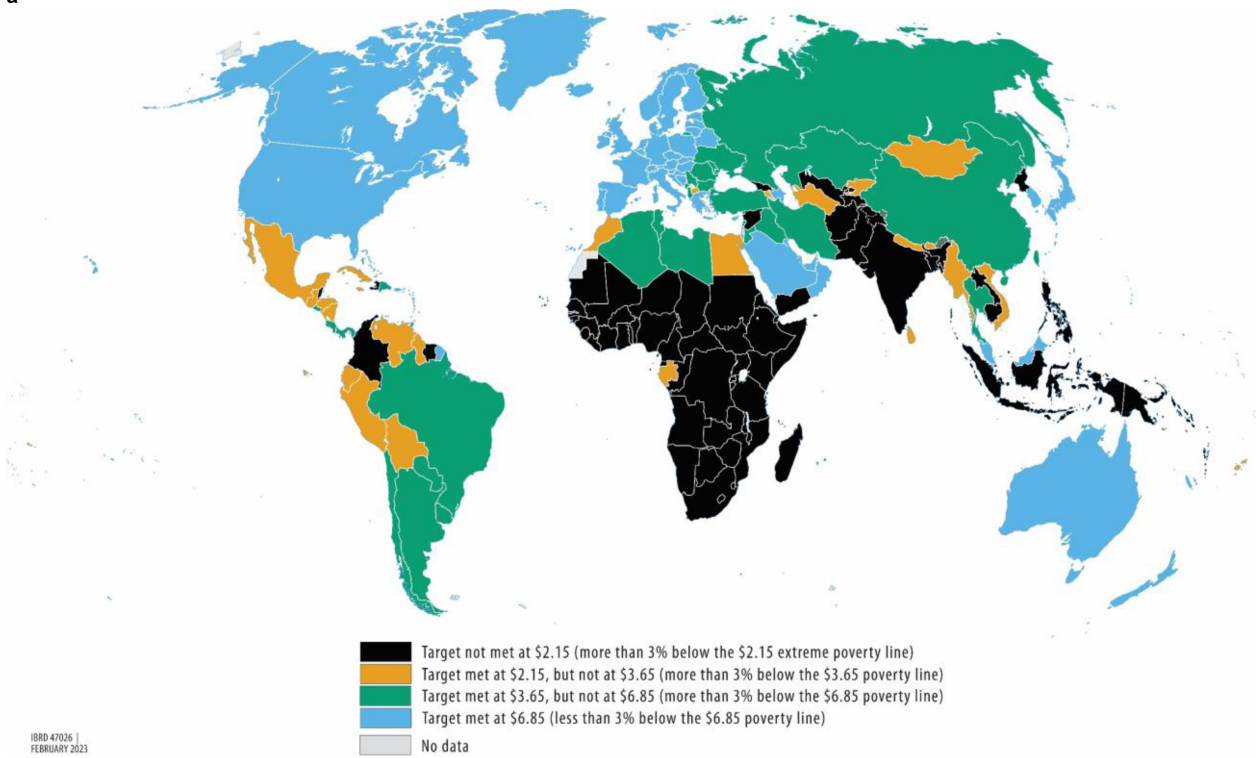 a
Target not met at $2.15 (more than 3% below the $2.15 extreme poverty line)
Target met at $2.15, but not at $3.65 (more than 3% below the $3.65 poverty line)
Target met at $3.65, but not at $6.85 (more than 3% below the $6.85 poverty line)
Target met at $6.85 (less than 3% below the $6.85 poverty line)
No data
IBRD 47026 |
FEBRUARY 2023